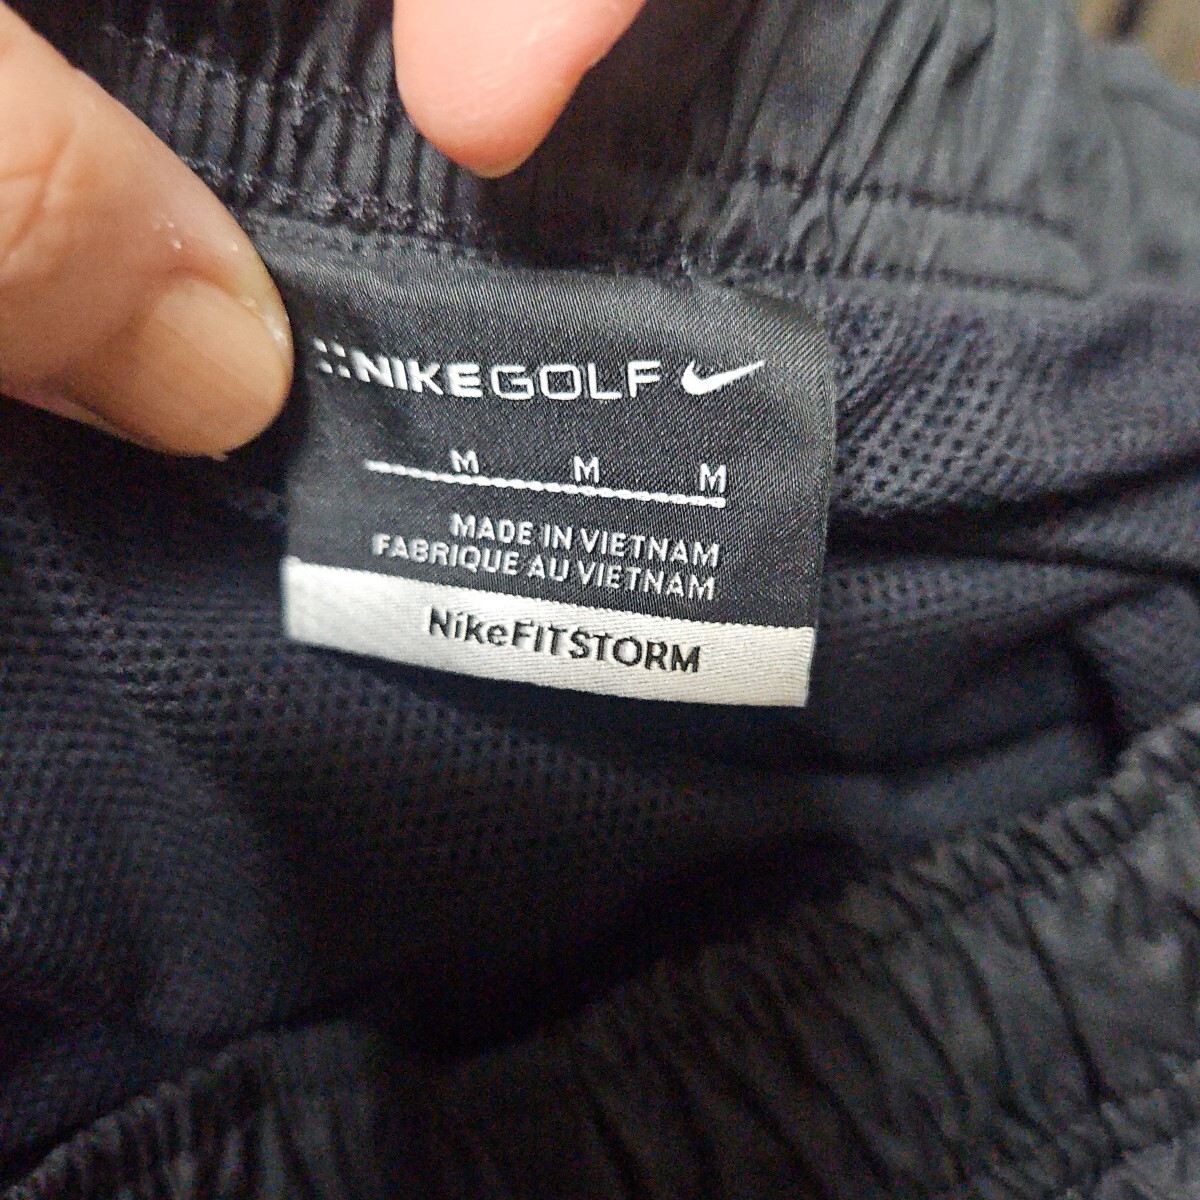 NIKEGOLF
M M M
MADE IN VIETNAM
FABRIQUE AU VIETNAM
NikeFITSTORM